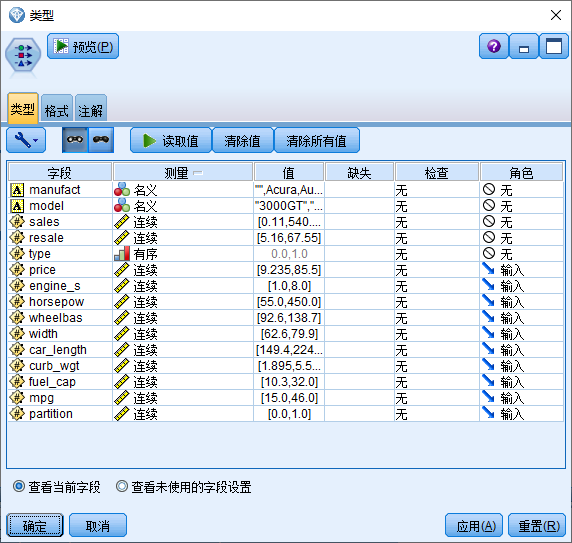 类型
预览(P)
类型 格式 注解
读取值 清除值 清除所有值
字段 测量 值 缺失 检查 角色
A manufact 名义 "",Acura,Au... 无 无
A model 名义 "3000GT","... 无 无
sales 连续 [0.11,540.... 无 无
resale 连续 [5.16,67.55] 无 无
type 有序 0.0,1.0 无 无
price 连续 [9.235,85.5] 无 输入
engine_s 连续 [1.0,8.0] 无 输入
horsepow 连续 [55.0,450.0] 无 输入
wheelbas 连续 [92.6,138.7] 无 输入
width 连续 [62.6,79.9] 无 输入
car_length 连续 [149.4,224... 无 输入
curb_wgt 连续 [1.895,5.5... 无 输入
fuel_cap 连续 [10.3,32.0] 无 输入
mpg 连续 [15.0,46.0] 无 输入
partition 连续 [0.0,1.0] 无 输入
查看当前字段 查看未使用的字段设置
确定 取消 应用(A) 重置(R)